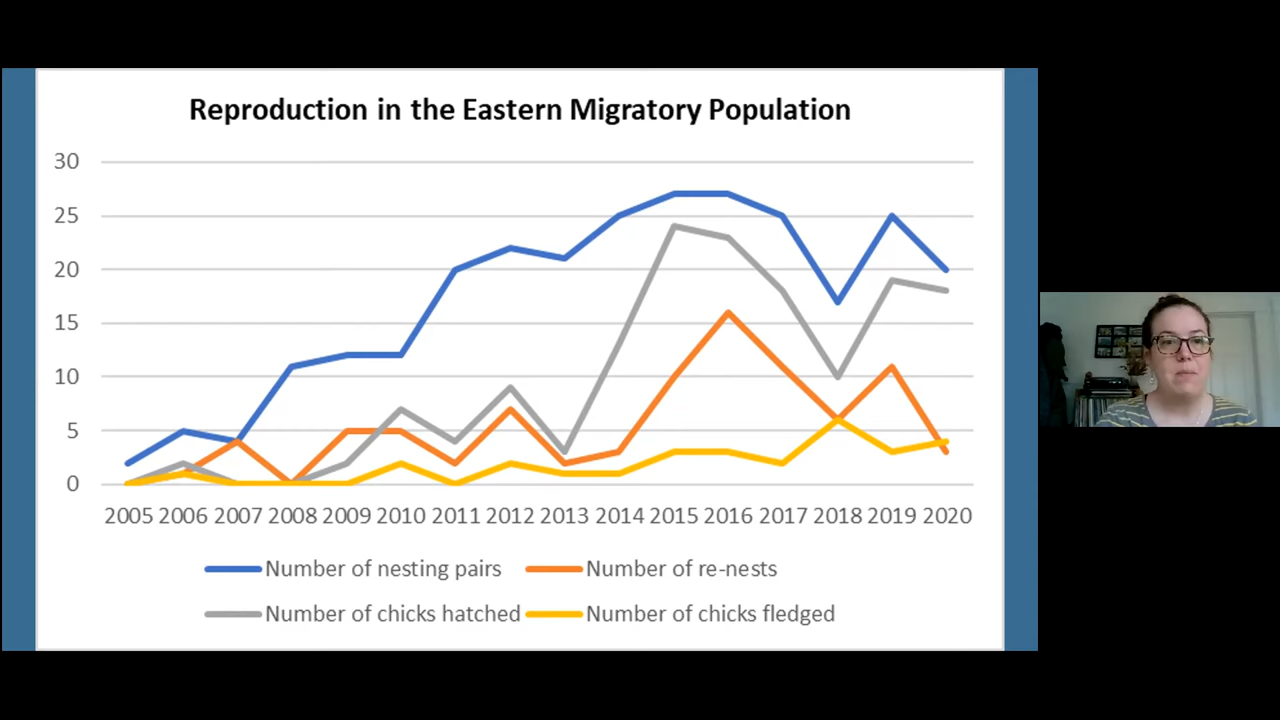 Reproduction in the Eastern Migratory Population
30
25
20
15
10
5
0
2005 2006 2007 2008 2009 2010 2011 2012 2013 2014 2015 2016 2017 2018 2019 2020
Number of nesting pairs Number of re-nests
Number of chicks hatched Number of chicks fledged